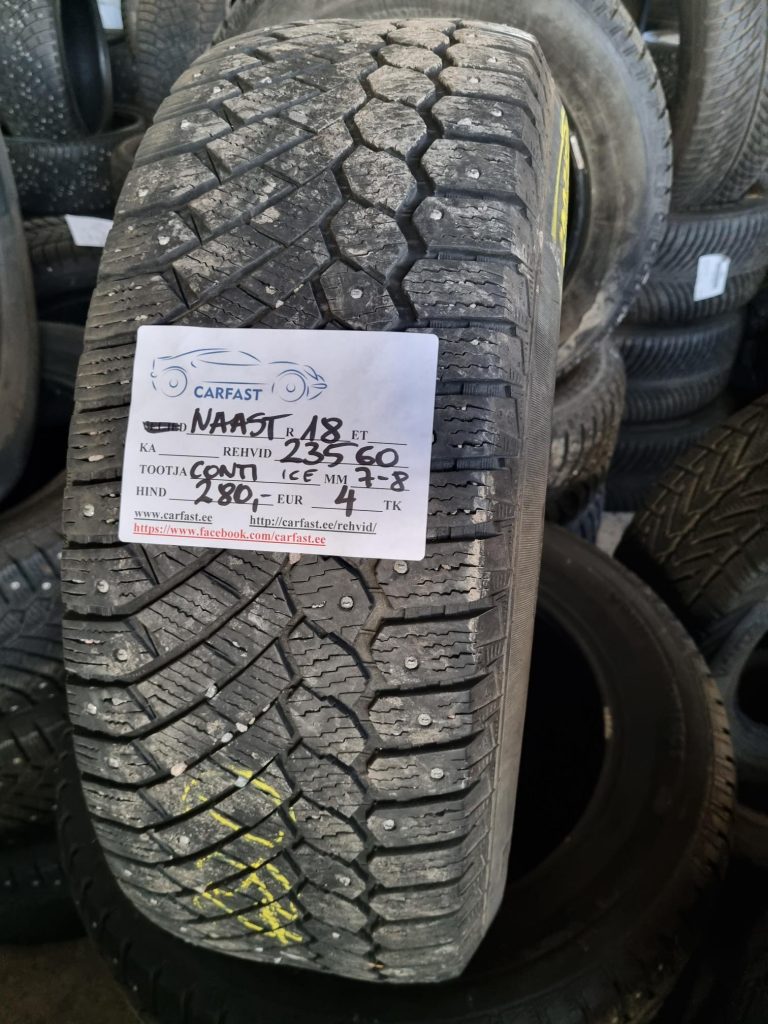 CARFAST
D NAAST R 18 ET
KA REHVID 235 60
TOOTJA CONTI ICE MM 7-8
HIND 280,- EUR 4 TK
www.carfast.ee http://carfast.ee/rehvid/
https://www.facebook.com/carfast.ee